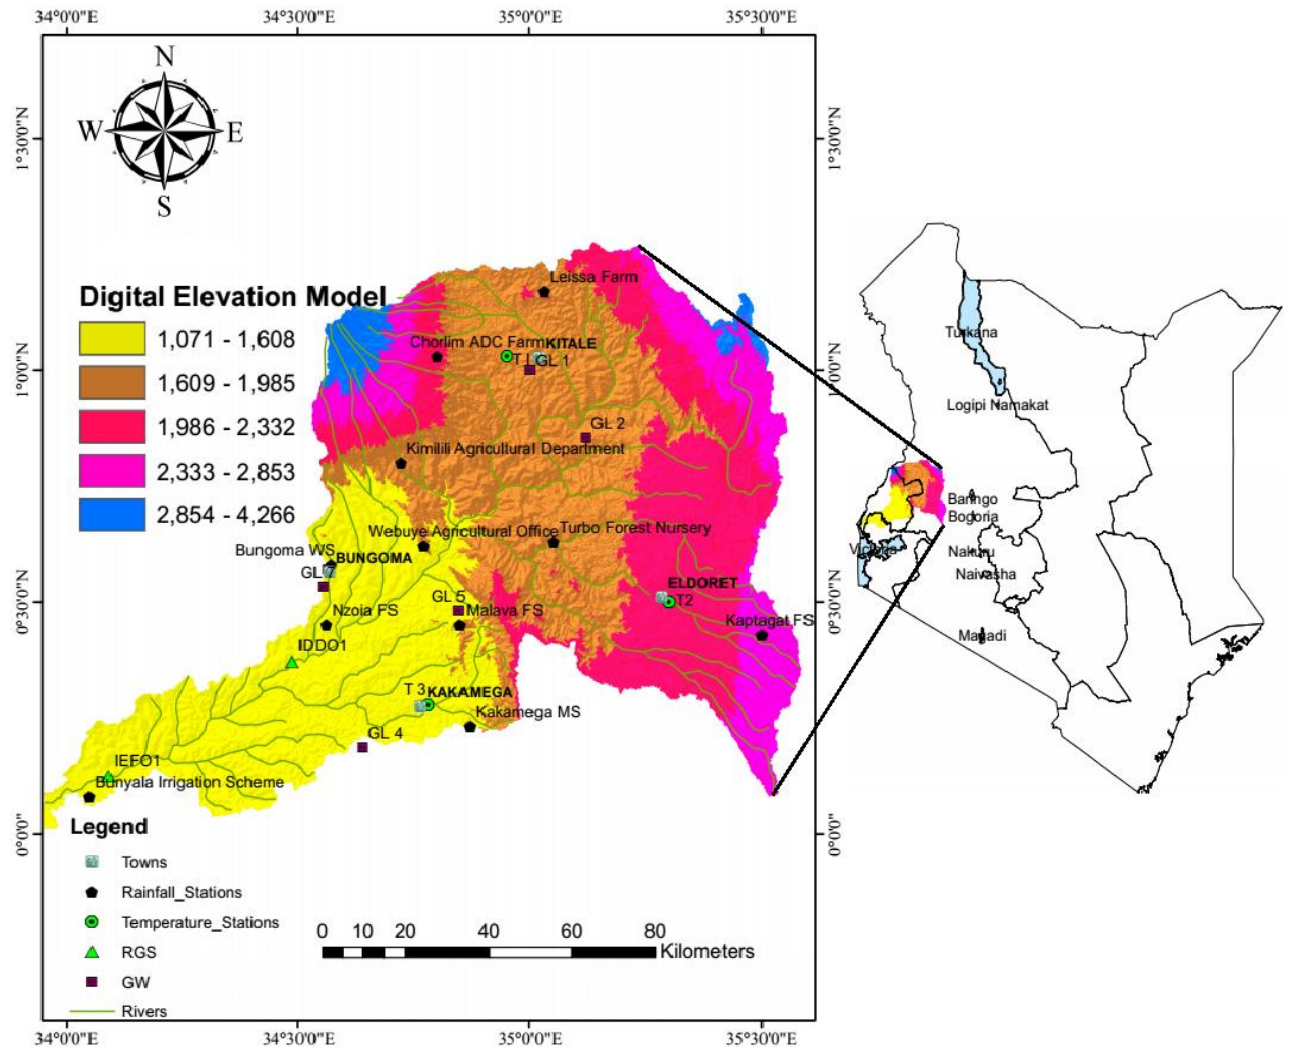 34°0'0"E 34°30'0"E 35°0'0"E 35°30'0"E
N
W E
S
1°30'0"N 1°30'0"N
1°0'0"N 1°0'0"N
0°30'0"N 0°30'0"N
0°0'0" 0°0'0"
Digital Elevation Model
1,071 - 1,608
1,609 - 1,985
1,986 - 2,332
2,333 - 2,853
2,854 - 4,266
Leissa Farm
Chorlim ADC Farm KITALE
GL 1
GL 2
Kimilili Agricultural Department
Webuye Agricultural Office Turbo Forest Nursery
Bungoma WS BUNGOMA
ELDORET
T2
GL 5 Malava FS
Nzoia FS
Kaptagat FS
IDDO1
T 3 KAKAMEGA
Kakamega MS
GL 4
IEFO1
Bunyala Irrigation Scheme
Legend
Towns
Rainfall_Stations
Temperature_Stations
RGS
GW
Rivers
0 10 20 40 60 80
Kilometers
34°0'0"E 34°30'0"E 35°0'0"E 35°30'0"E
Turkana
Logipi Namakat
Baringo
Bogoria
Victoria
Nakuru
Naivasha
Magadi